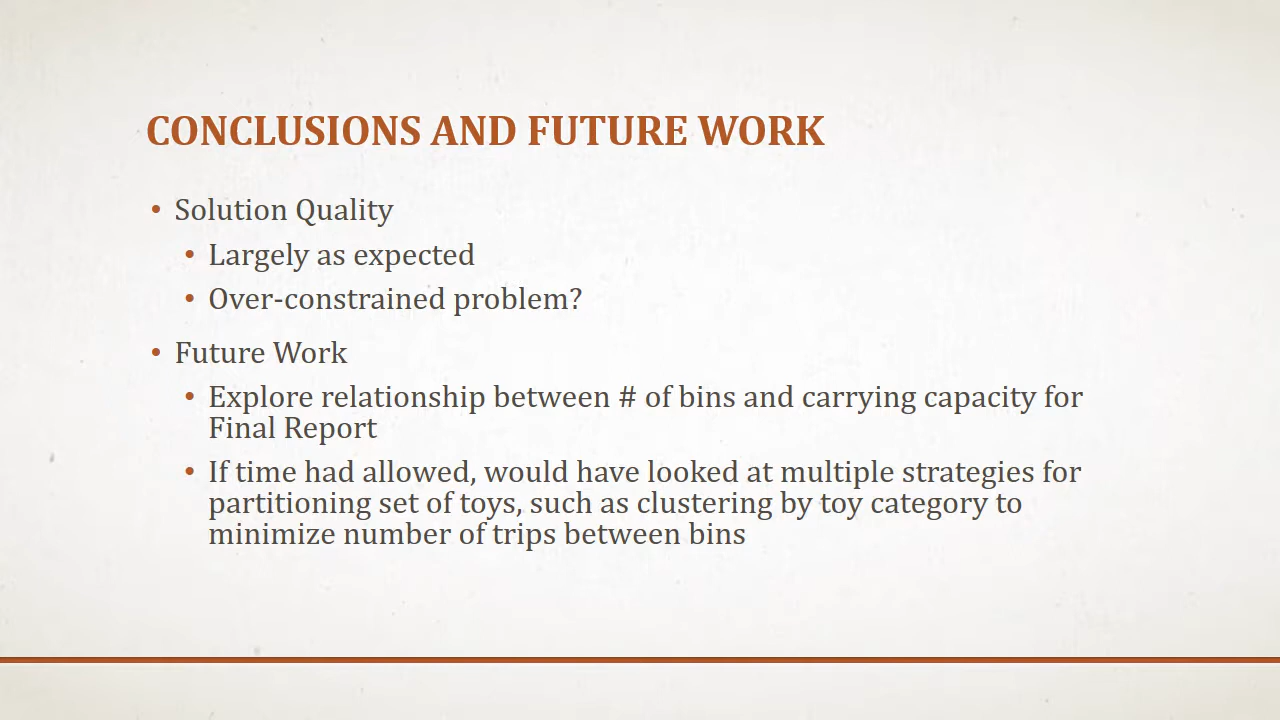 CONCLUSIONS AND FUTURE WORK
• Solution Quality
• Largely as expected
• Over-constrained problem?
• Future Work
• Explore relationship between # of bins and carrying capacity for
Final Report
• If time had allowed, would have looked at multiple strategies for
partitioning set of toys, such as clustering by toy category to
minimize number of trips between bins